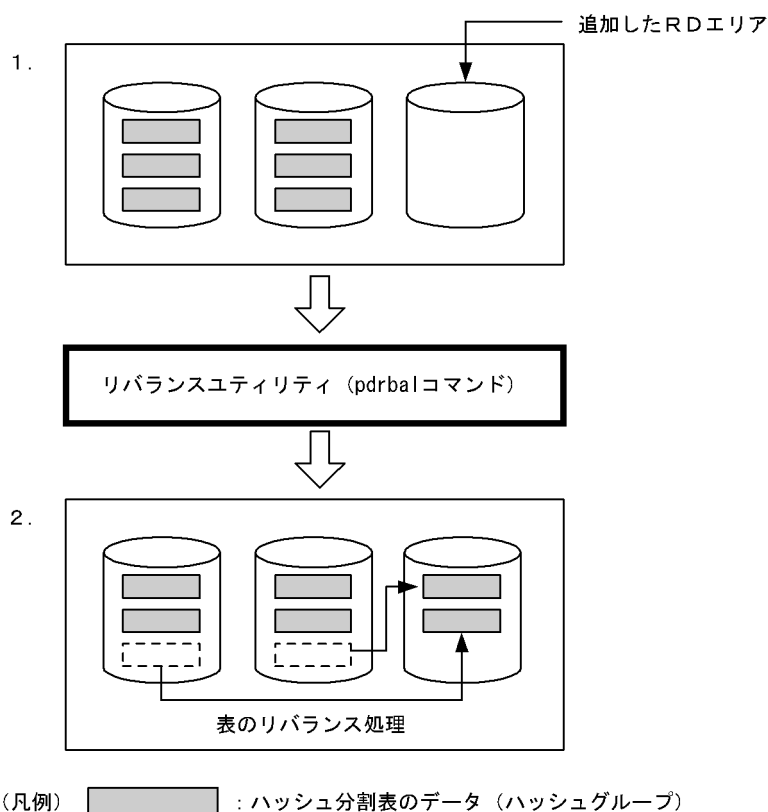 追加したRDエリア
1.
リバランスユティリティ（pdrbalコマンド）
2.
表のリバランス処理
（凡例）
：ハッシュ分割表のデータ（ハッシュグループ）